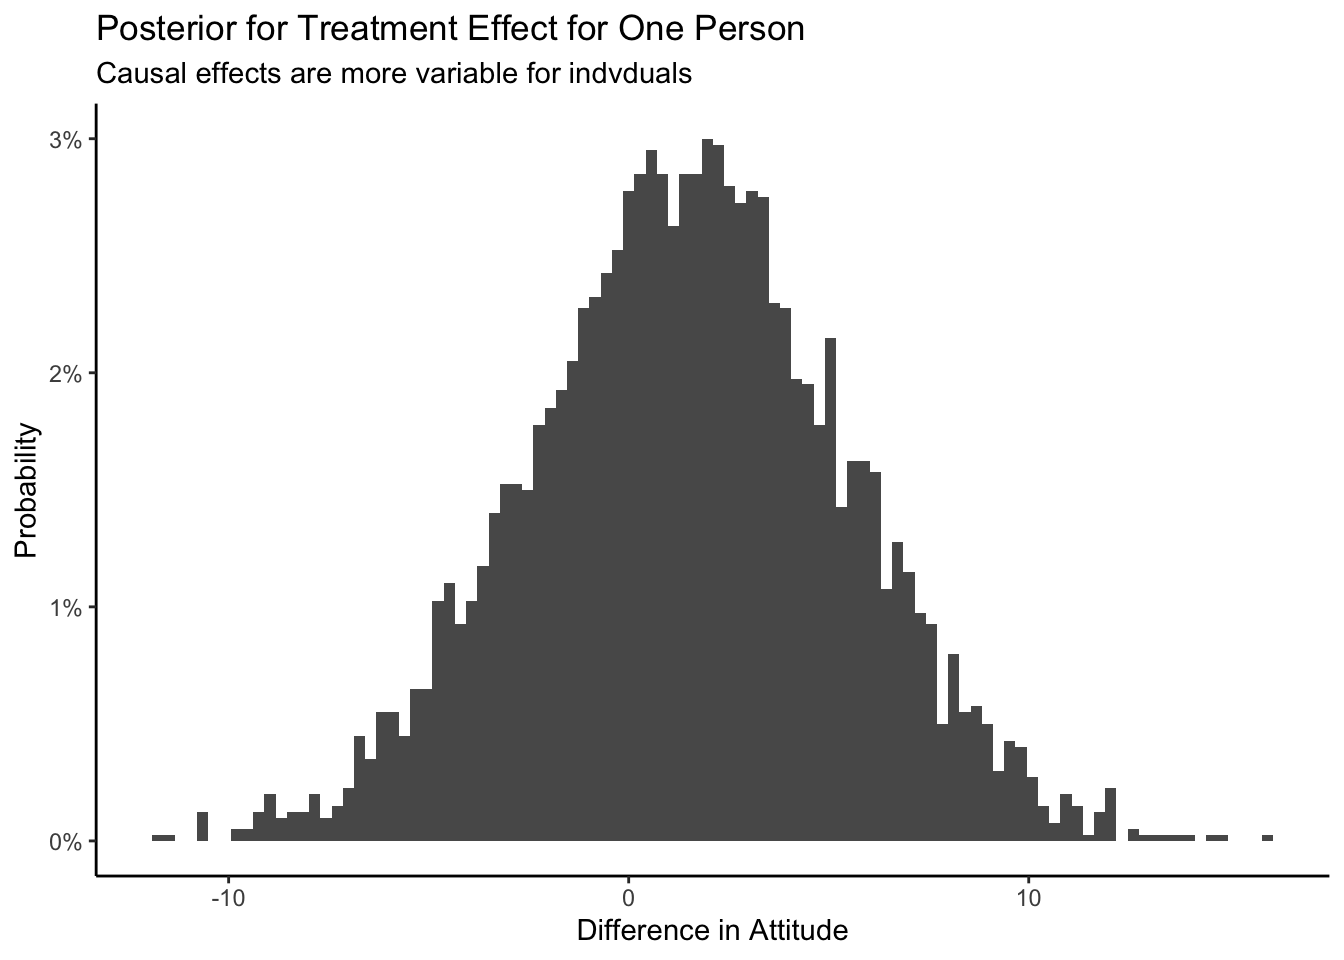 Posterior for Treatment Effect for One Person
Causal effects are more variable for indvduals
3%
2%
1%
0%
Probability
-10
0
10
Difference in Attitude